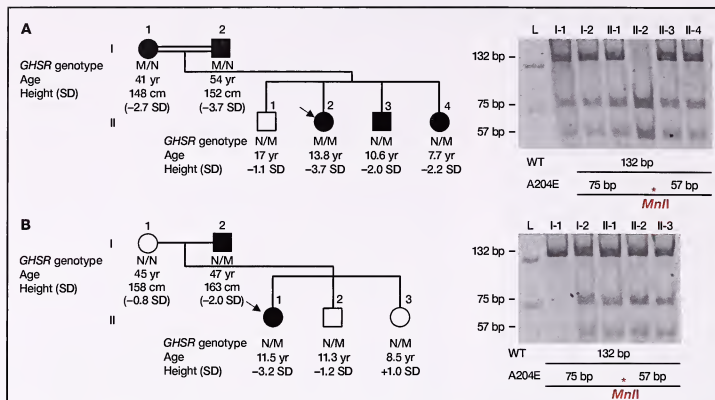 A
1 2
I
GHSR genotype M/N M/N
Age 41 yr 54 yr
Height (SD) 148 cm 152 cm
(−2.7 SD) (−3.7 SD)
1 2 3 4
II
GHSR genotype N/M M/M N/M N/M
Age 17 yr 13.8 yr 10.6 yr 7.7 yr
Height (SD) −1.1 SD −3.7 SD −2.0 SD −2.2 SD
L I-1 I-2 II-1 II-2 II-3 II-4
132 bp
75 bp
57 bp
WT 132 bp
A204E 75 bp * 57 bp
MnlI
B
1 2
I
GHSR genotype N/N N/M
Age 45 yr 47 yr
Height (SD) 158 cm 163 cm
(−0.8 SD) (−2.0 SD)
1 2 3
II
GHSR genotype N/M N/M N/M
Age 11.5 yr 11.3 yr 8.5 yr
Height (SD) −3.2 SD −1.2 SD +1.0 SD
L I-1 I-2 II-1 II-2 II-3
132 bp
75 bp
57 bp
WT 132 bp
A204E 75 bp * 57 bp
MnlI